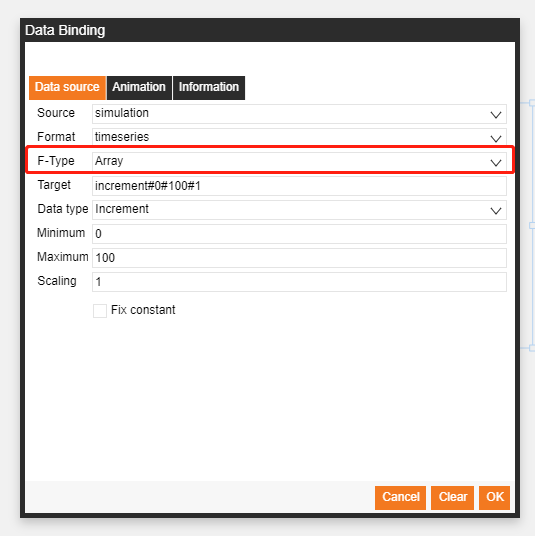 Data Binding
Data source Animation Information
Source simulation
Format timeseries
F-Type Array
Target increment#0#100#1
Data type Increment
Minimum 0
Maximum 100
Scaling 1
Fix constant
Cancel Clear OK